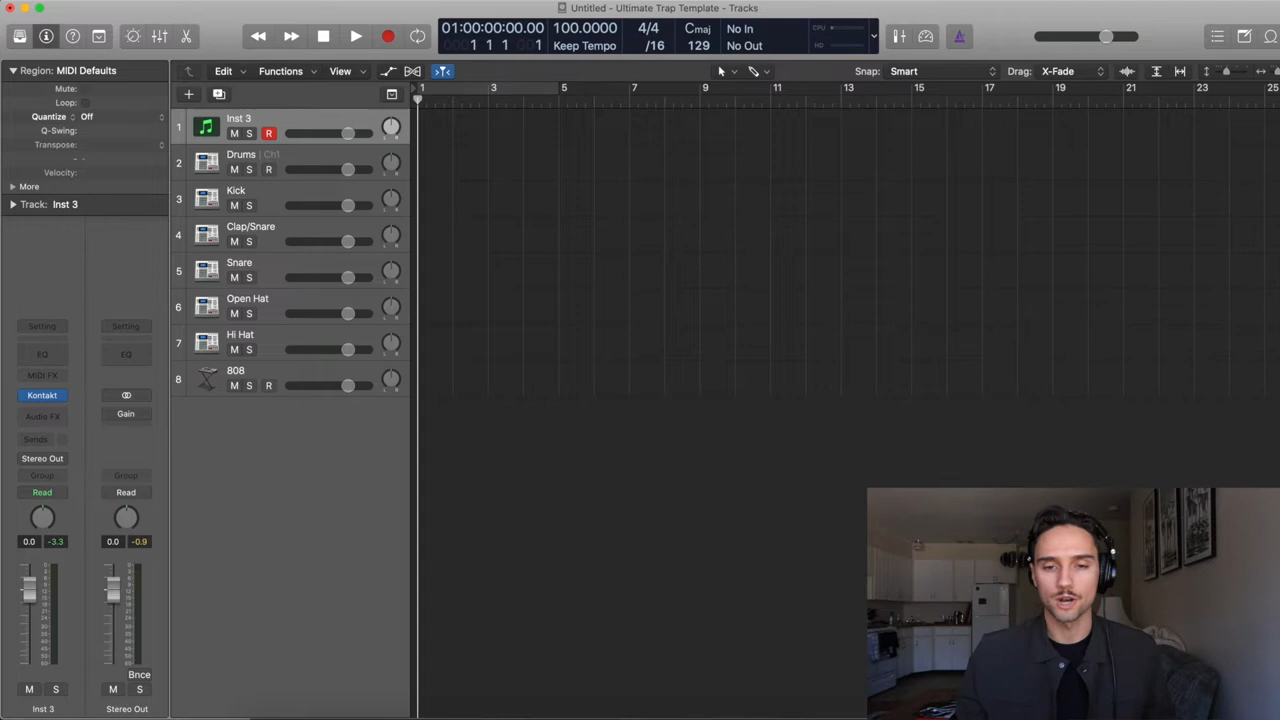 Untitled - Ultimate Trap Template - Tracks
01:00:00:00.00 100.0000 4/4 Cmaj No In CPU
1 1 1 1 Keep Tempo /16 129 No Out HD
Region: MIDI Defaults Edit Functions View Snap: Smart Drag: X-Fade
Mute:
Loop:
Quantize Off
Q-Swing:
Transpose:
Velocity:
More
Track: Inst 3
1 3 5 7 9 11 13 15 17 19 21 23 25
1 Inst 3
M S R
2 Drums | Ch1
M S R
3 Kick
M S
4 Clap/Snare
M S
5 Snare
M S
6 Open Hat
M S
7 Hi Hat
M S
8 808
M S R
Setting Setting
EQ EQ
MIDI FX
Kontakt
Audio FX Gain
Sends
Stereo Out
Group Group
Read Read
0.0 -3.3 0.0 -0.9
Bnce
M S M S
Inst 3 Stereo Out